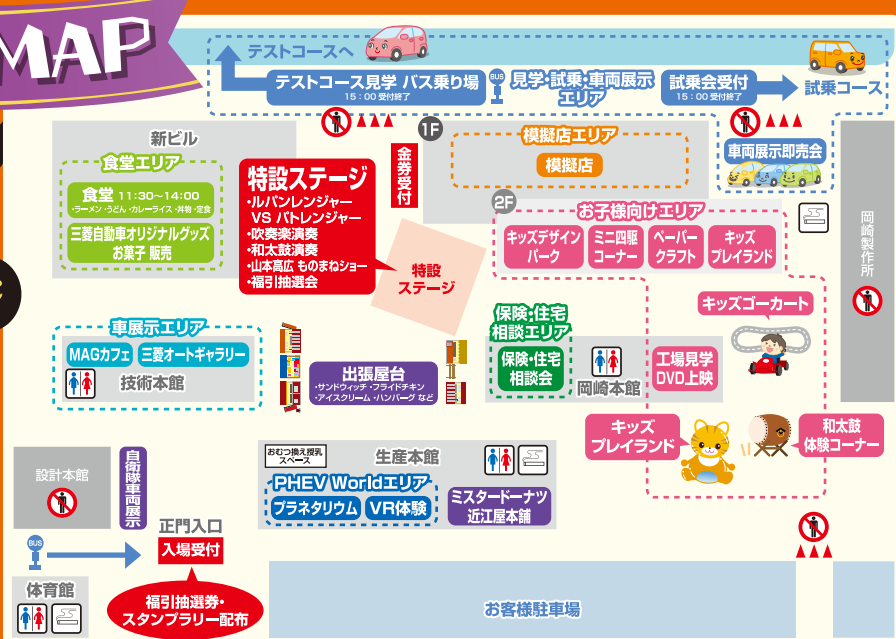 MAP
テストコースへ
テストコース見学 バス乗り場
15：00 受付終了
BUS
見学・試乗・車両展示
エリア
試乗会受付
15：00 受付終了
試乗コース
新ビル
食堂エリア
食堂 11:30～14:00
・ラーメン・うどん・カレーライス・丼物・定食
三菱自動車オリジナルグッズ
お菓子 販売
特設ステージ
・ルパンレンジャー
VS パトレンジャー
・吹奏楽演奏
・和太鼓演奏
・山本高広 ものまねショー
・福引抽選会
金券受付
1F
模擬店エリア
模擬店
車両展示即売会
2F
お子様向けエリア
キッズデザイン
パーク
ミニ四駆
コーナー
ペーパー
クラフト
キッズ
プレイランド
岡崎製作所
特設
ステージ
キッズゴーカート
車展示エリア
MAGカフェ
三菱オートギャラリー
技術本館
出張屋台
・サンドウィッチ・フライドチキン
・アイスクリーム・ハンバーグ など
保険・住宅
相談エリア
保険・住宅
相談会
岡崎本館
工場見学
DVD上映
キッズ
プレイランド
和太鼓
体験コーナー
設計本館
自衛隊車両展示
おむつ換え授乳
スペース
生産本館
PHEV Worldエリア
プラネタリウム
VR体験
ミスタードーナツ
近江屋本舗
正門入口
入場受付
BUS
体育館
福引抽選券・
スタンプラリー配布
お客様駐車場